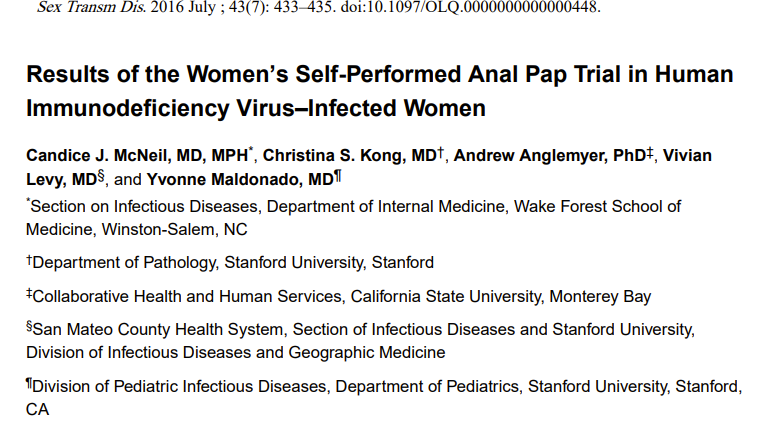 Sex Transm Dis. 2016 July ; 43(7): 433–435. doi:10.1097/OLQ.0000000000000448.
Results of the Women's Self-Performed Anal Pap Trial in Human
Immunodeficiency Virus–Infected Women
Candice J. McNeil, MD, MPH*, Christina S. Kong, MD†, Andrew Anglemyer, PhD‡, Vivian
Levy, MD§, and Yvonne Maldonado, MD¶
*Section on Infectious Diseases, Department of Internal Medicine, Wake Forest School of
Medicine, Winston-Salem, NC
†Department of Pathology, Stanford University, Stanford
‡Collaborative Health and Human Services, California State University, Monterey Bay
§San Mateo County Health System, Section of Infectious Diseases and Stanford University,
Division of Infectious Diseases and Geographic Medicine
¶Division of Pediatric Infectious Diseases, Department of Pediatrics, Stanford University, Stanford,
CA